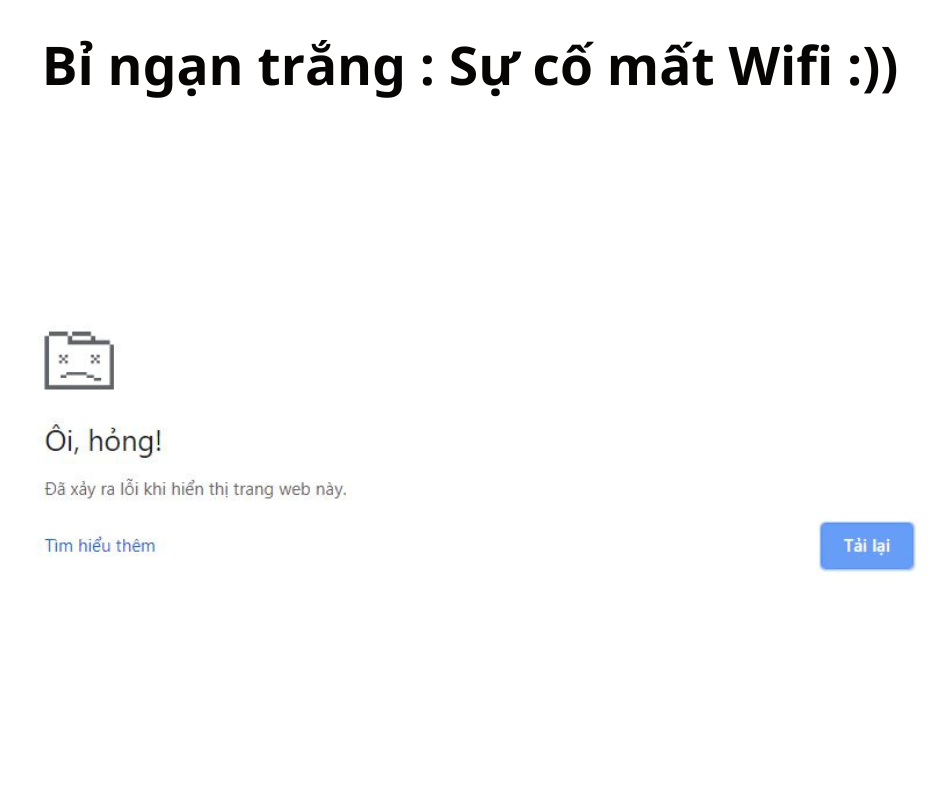 Bỉ ngạn trắng : Sự cố mất Wifi :))
Ôi, hỏng!
Đã xảy ra lỗi khi hiển thị trang web này.
Tìm hiểu thêm
Tải lại